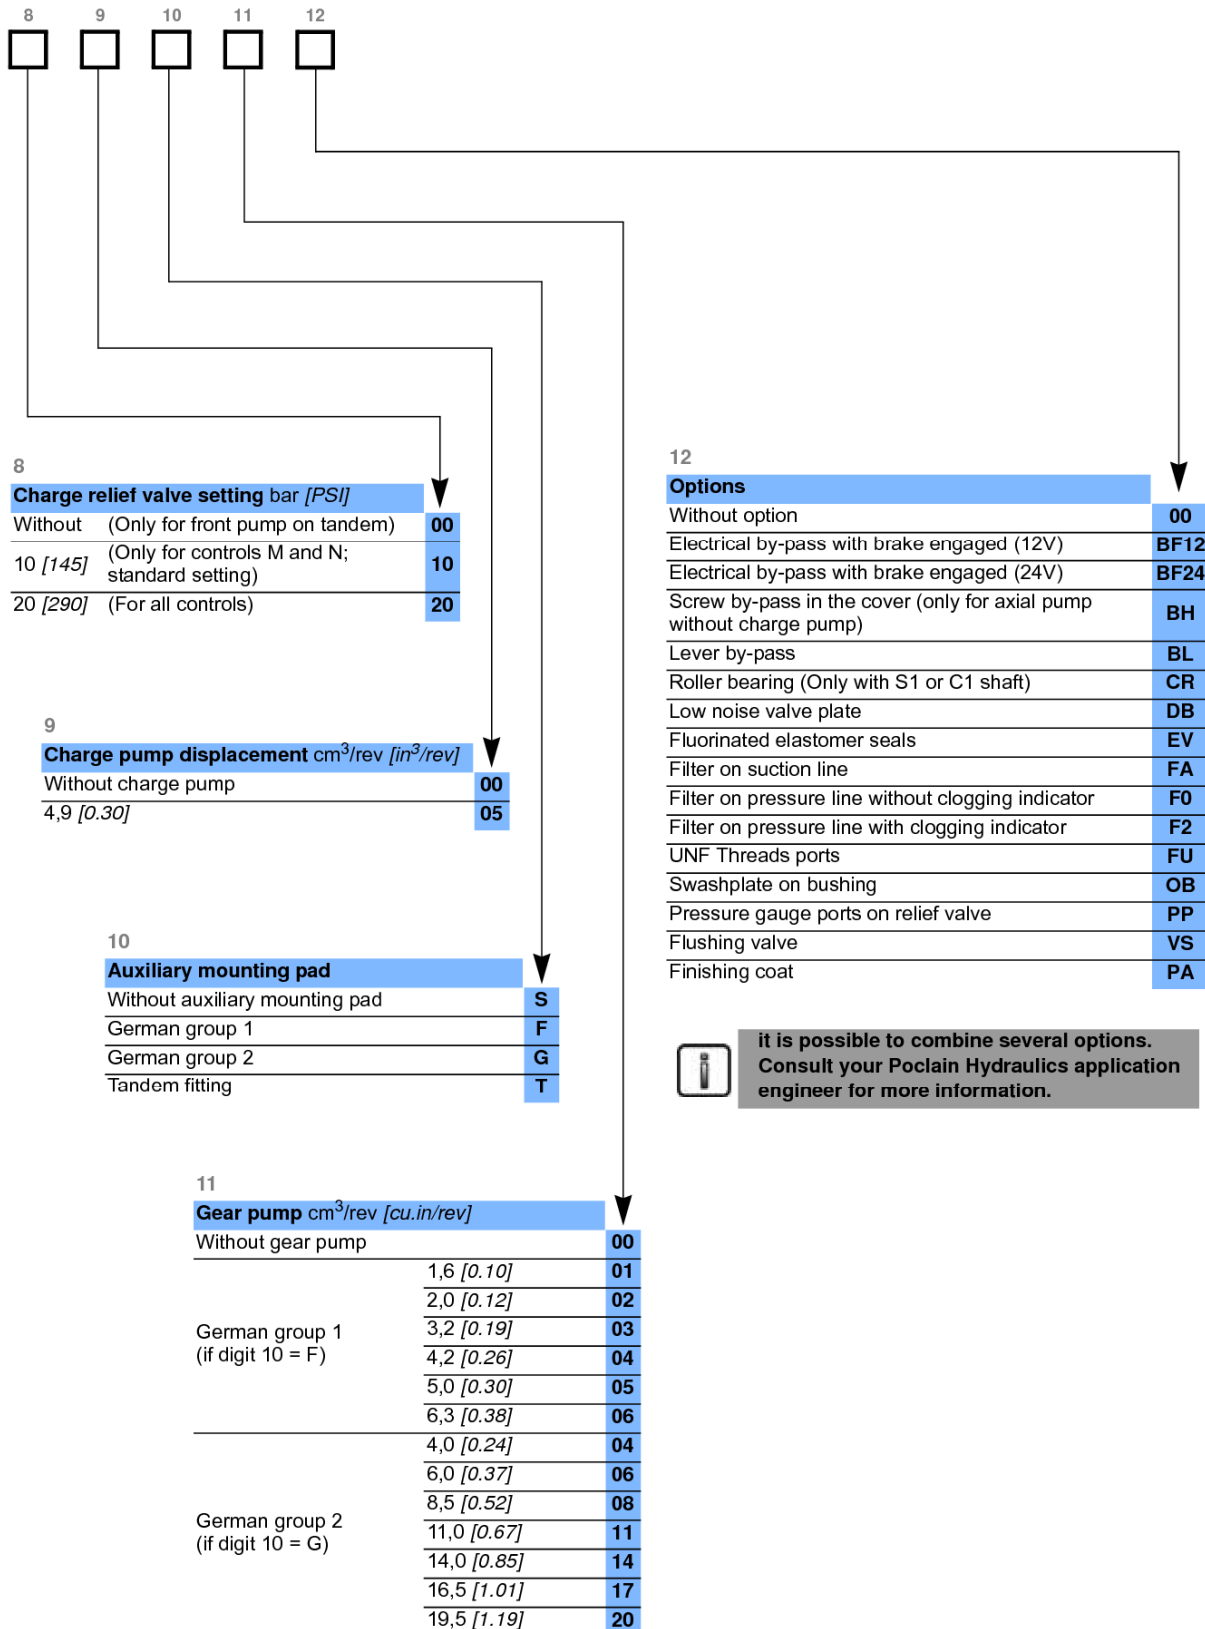 8 9 10 11 12
8
Charge relief valve setting bar [PSI]
Without (Only for front pump on tandem) 00
10 [145] (Only for controls M and N; standard setting) 10
20 [290] (For all controls) 20
9
Charge pump displacement cm³/rev [in³/rev]
Without charge pump 00
4,9 [0.30] 05
10
Auxiliary mounting pad
Without auxiliary mounting pad S
German group 1 F
German group 2 G
Tandem fitting T
11
Gear pump cm³/rev [cu.in/rev]
Without gear pump 00
German group 1
(if digit 10 = F)
1,6 [0.10] 01
2,0 [0.12] 02
3,2 [0.19] 03
4,2 [0.26] 04
5,0 [0.30] 05
6,3 [0.38] 06
German group 2
(if digit 10 = G)
4,0 [0.24] 04
6,0 [0.37] 06
8,5 [0.52] 08
11,0 [0.67] 11
14,0 [0.85] 14
16,5 [1.01] 17
19,5 [1.19] 20
12
Options
Without option 00
Electrical by-pass with brake engaged (12V) BF12
Electrical by-pass with brake engaged (24V) BF24
Screw by-pass in the cover (only for axial pump
without charge pump) BH
Lever by-pass BL
Roller bearing (Only with S1 or C1 shaft) CR
Low noise valve plate DB
Fluorinated elastomer seals EV
Filter on suction line FA
Filter on pressure line without clogging indicator F0
Filter on pressure line with clogging indicator F2
UNF Threads ports FU
Swashplate on bushing OB
Pressure gauge ports on relief valve PP
Flushing valve VS
Finishing coat PA
i
it is possible to combine several options.
Consult your Poclain Hydraulics application
engineer for more information.